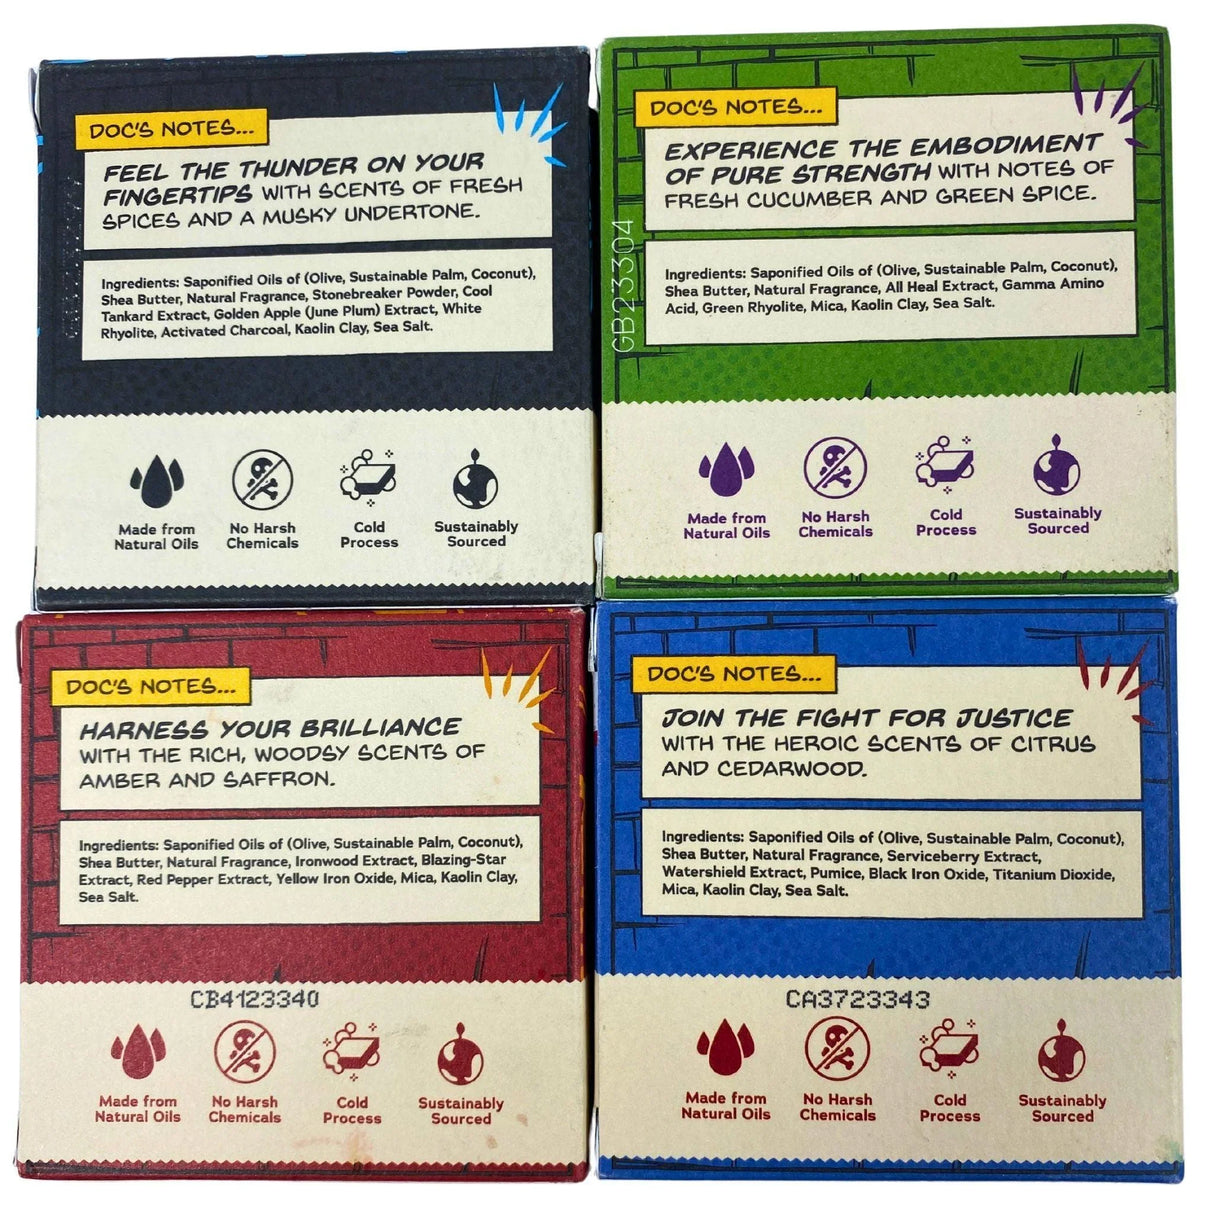 DOC'S NOTES...
FEEL THE THUNDER ON YOUR
FINGERTIPS WITH SCENTS OF FRESH
SPICES AND A MUSKY UNDERTONE.
Ingredients: Saponified Oils of (Olive, Sustainable Palm, Coconut),
Shea Butter, Natural Fragrance, Stonebreaker Powder, Cool
Tankard Extract, Golden Apple (June Plum) Extract, White
Rhyolite, Activated Charcoal, Kaolin Clay, Sea Salt.
Made from
Natural Oils
No Harsh
Chemicals
Cold
Process
Sustainably
Sourced
DOC'S NOTES...
EXPERIENCE THE EMBODIMENT
OF PURE STRENGTH WITH NOTES OF
FRESH CUCUMBER AND GREEN SPICE.
GB23304
Ingredients: Saponified Oils of (Olive, Sustainable Palm, Coconut),
Shea Butter, Natural Fragrance, All Heal Extract, Gamma Amino
Acid, Green Rhyolite, Mica, Kaolin Clay, Sea Salt.
Made from
Natural Oils
No Harsh
Chemicals
Cold
Process
Sustainably
Sourced
DOC'S NOTES...
HARNESS YOUR BRILLIANCE
WITH THE RICH, WOODSY SCENTS OF
AMBER AND SAFFRON.
Ingredients: Saponified Oils of (Olive, Sustainable Palm, Coconut),
Shea Butter, Natural Fragrance, Ironwood Extract, Blazing-Star
Extract, Red Pepper Extract, Yellow Iron Oxide, Mica, Kaolin Clay,
Sea Salt.
CB4123340
Made from
Natural Oils
No Harsh
Chemicals
Cold
Process
Sustainably
Sourced
DOC'S NOTES...
JOIN THE FIGHT FOR JUSTICE
WITH THE HEROIC SCENTS OF CITRUS
AND CEDARWOOD.
Ingredients: Saponified Oils of (Olive, Sustainable Palm, Coconut),
Shea Butter, Natural Fragrance, Serviceberry Extract,
Watershield Extract, Pumice, Black Iron Oxide, Titanium Dioxide,
Mica, Kaolin Clay, Sea Salt.
CA3723343
Made from
Natural Oils
No Harsh
Chemicals
Cold
Process
Sustainably
Sourced